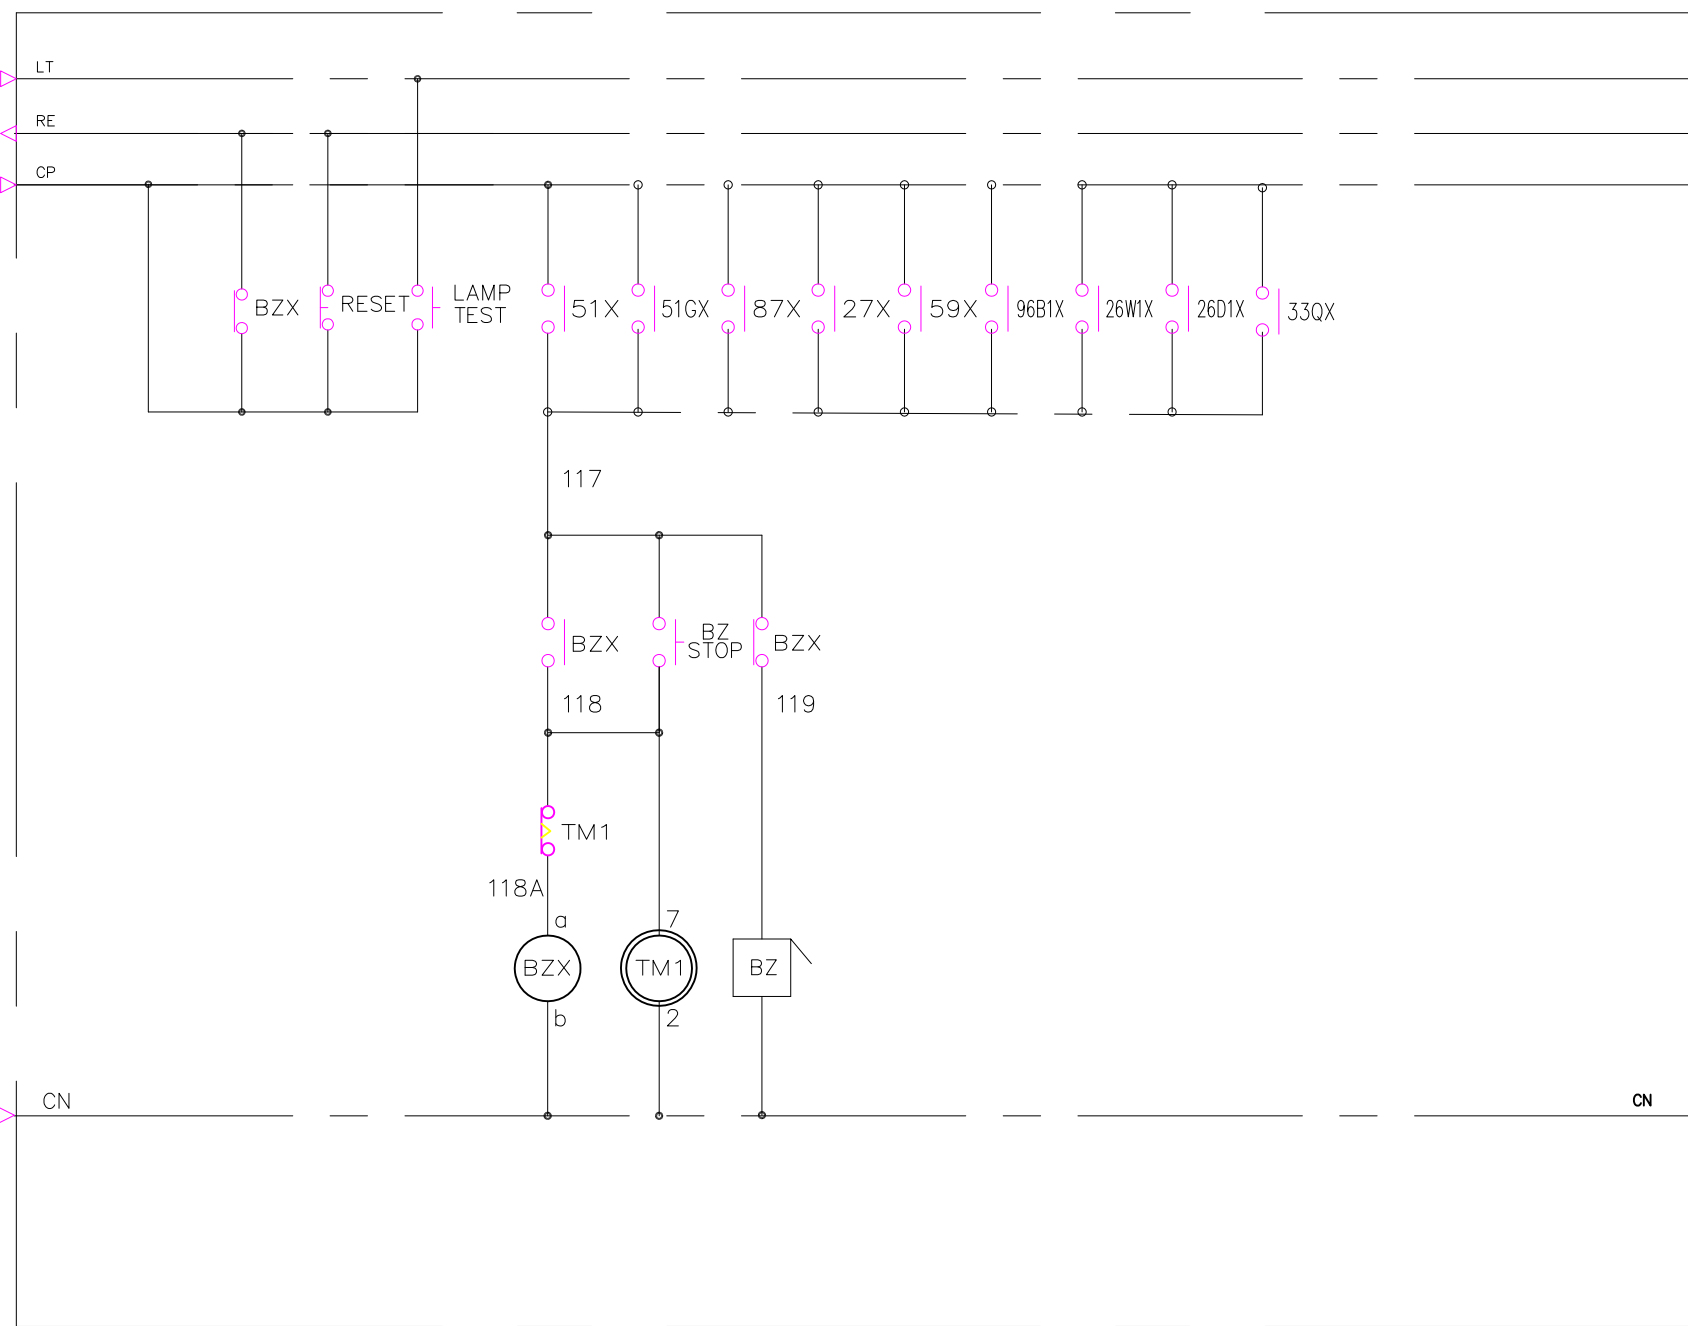 LT
RE
CP
BZX
RESET
LAMP
TEST
51X
51GX
87X
27X
59X
96B1X
26W1X
26D1X
33QX
117
BZX
BZ
STOP
BZX
118
119
TM1
118A
a
7
BZX
TM1
BZ
b
2
CN
CN